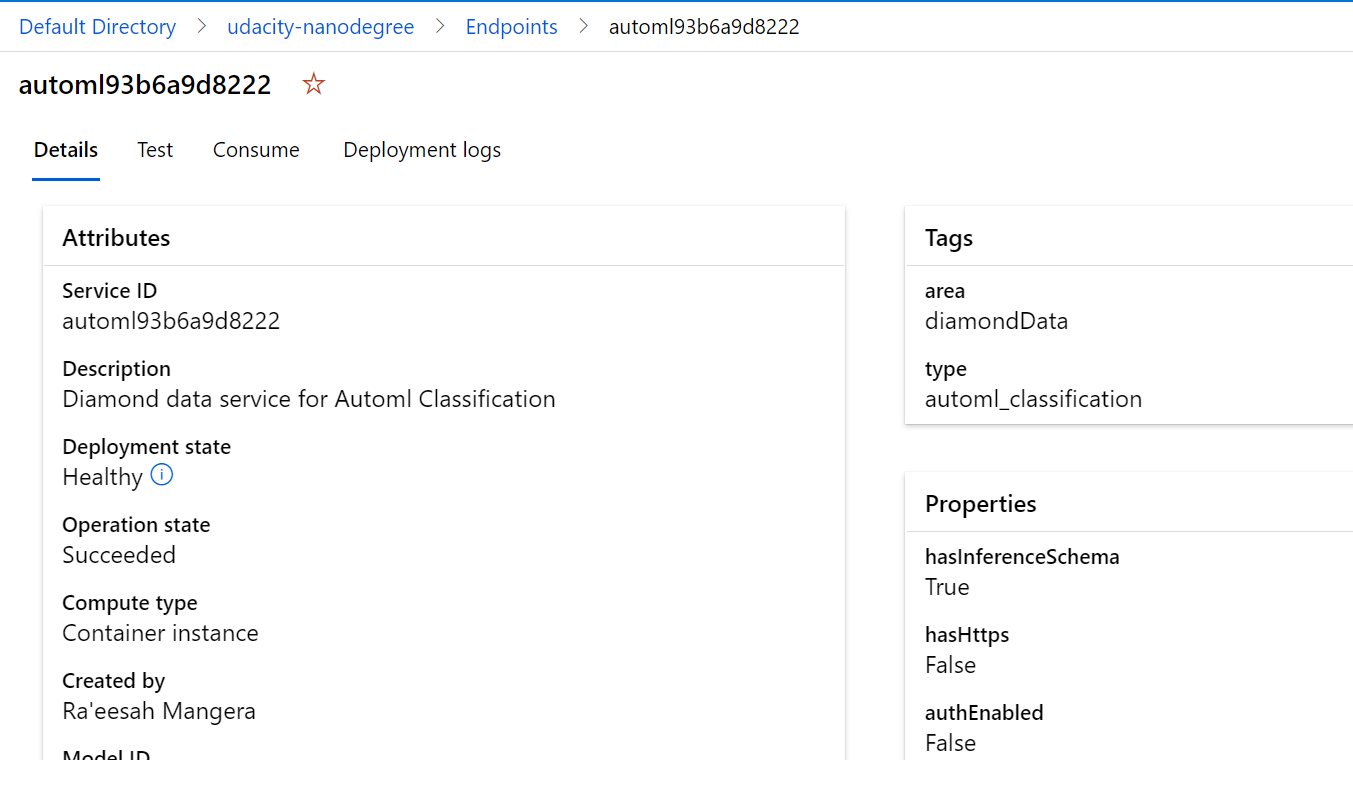 Default Directory > udacity-nanodegree > Endpoints > automl93b6a9d8222
automl93b6a9d8222
Details Test Consume Deployment logs
Attributes
Service ID
automl93b6a9d8222
Description
Diamond data service for Automl Classification
Deployment state
Healthy
Operation state
Succeeded
Compute type
Container instance
Created by
Ra'eesah Mangera
Model ID
Tags
area
diamondData
type
automl_classification
Properties
hasInferenceSchema
True
hasHttps
False
authEnabled
False